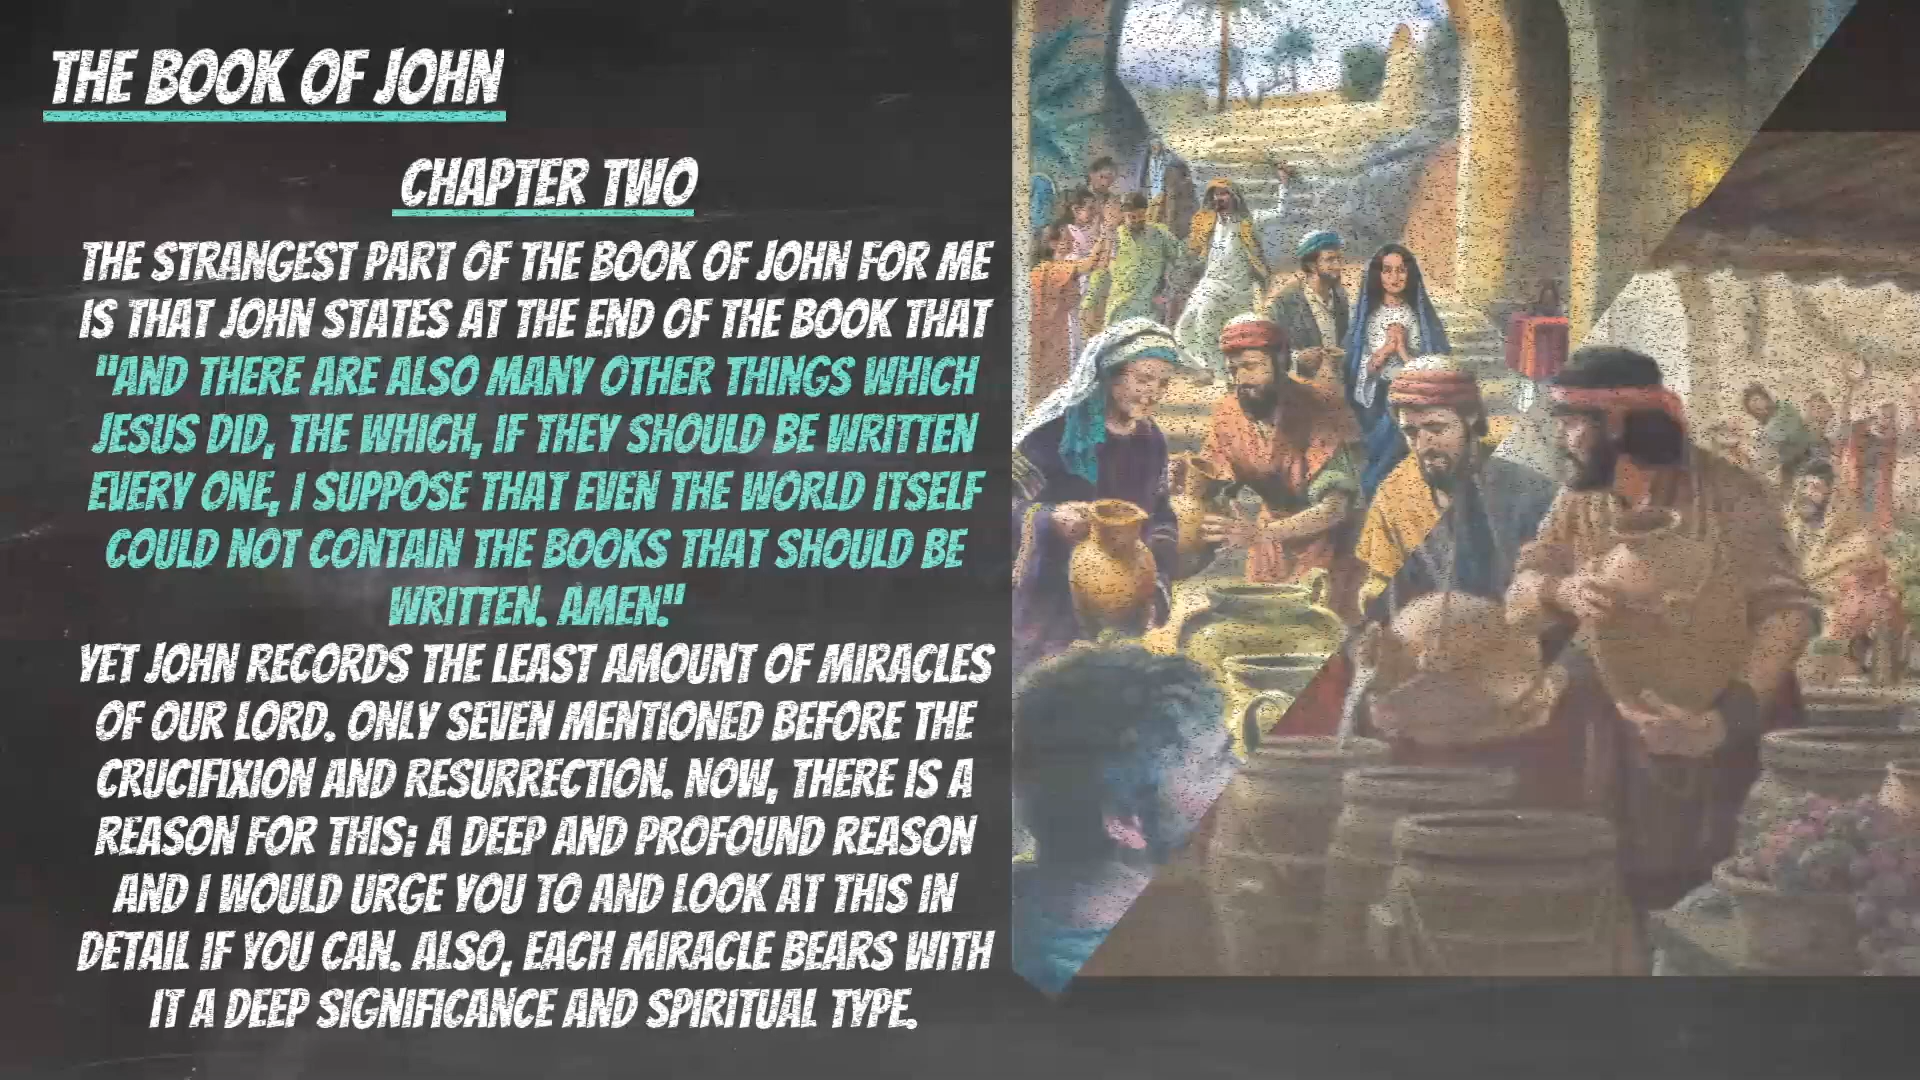 THE BOOK OF JOHN
CHAPTER TWO
THE STRANGEST PART OF THE BOOK OF JOHN FOR ME
IS THAT JOHN STATES AT THE END OF THE BOOK THAT
"AND THERE ARE ALSO MANY OTHER THINGS WHICH
JESUS DID, THE WHICH, IF THEY SHOULD BE WRITTEN
EVERY ONE, I SUPPOSE THAT EVEN THE WORLD ITSELF
COULD NOT CONTAIN THE BOOKS THAT SHOULD BE
WRITTEN. AMEN."
YET JOHN RECORDS THE LEAST AMOUNT OF MIRACLES
OF OUR LORD. ONLY SEVEN MENTIONED BEFORE THE
CRUCIFIXION AND RESURRECTION. NOW, THERE IS A
REASON FOR THIS; A DEEP AND PROFOUND REASON
AND I WOULD URGE YOU TO AND LOOK AT THIS IN
DETAIL IF YOU CAN. ALSO, EACH MIRACLE BEARS WITH
IT A DEEP SIGNIFICANCE AND SPIRITUAL TYPE.